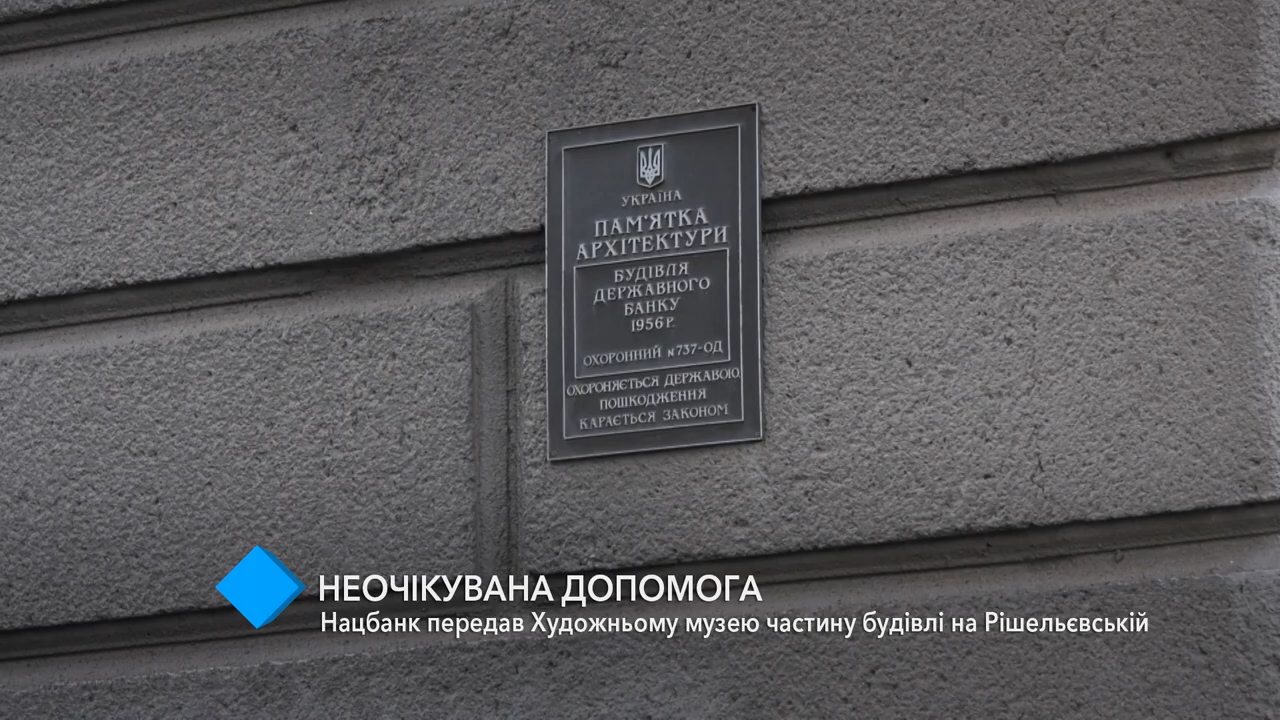 УКРАЇНА
ПАМ'ЯТКА
АРХІТЕКТУРИ
БУДІВЛЯ
ДЕРЖАВНОГО
БАНКУ
1956 Р.
ОХОРОННИЙ №737-ОД
ОХОРОНЯЄТЬСЯ ДЕРЖАВОЮ.
ПОШКОДЖЕННЯ
КАРАЄТЬСЯ ЗАКОНОМ
НЕОЧІКУВАНА ДОПОМОГА
Нацбанк передав Художньому музею частину будівлі на Рішельєвській